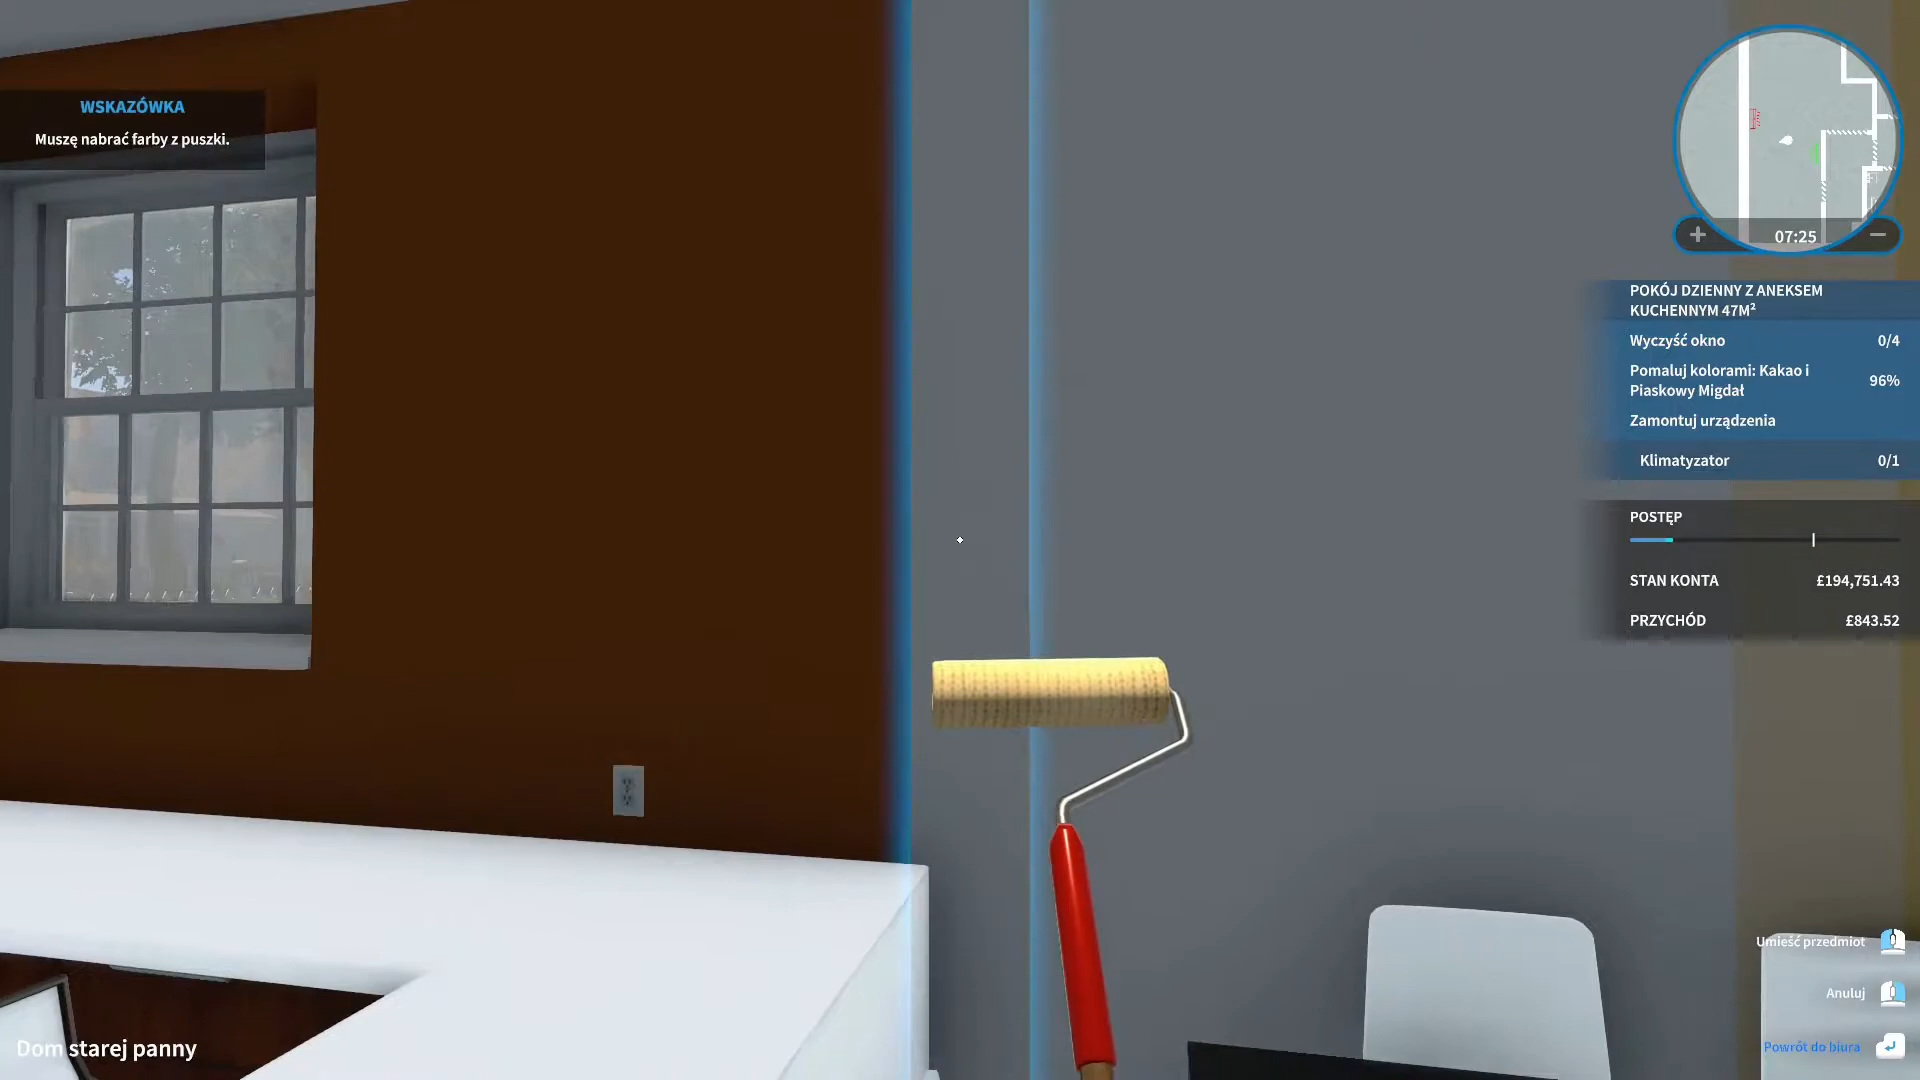 WSKAZÓWKA
Muszę nabrać farby z puszki.
07:25
POKÓJ DZIENNY Z ANEKSEM
KUCHENNYM 47M²
Wyczyść okno 0/4
Pomaluj kolorami: Kakao i
Piaskowy Migdał 96%
Zamontuj urządzenia
Klimatyzator 0/1
POSTĘP
STAN KONTA £194,751.43
PRZYCHÓD £843.52
Umieść przedmiot
Anuluj
Powrót do biura
Dom starej panny